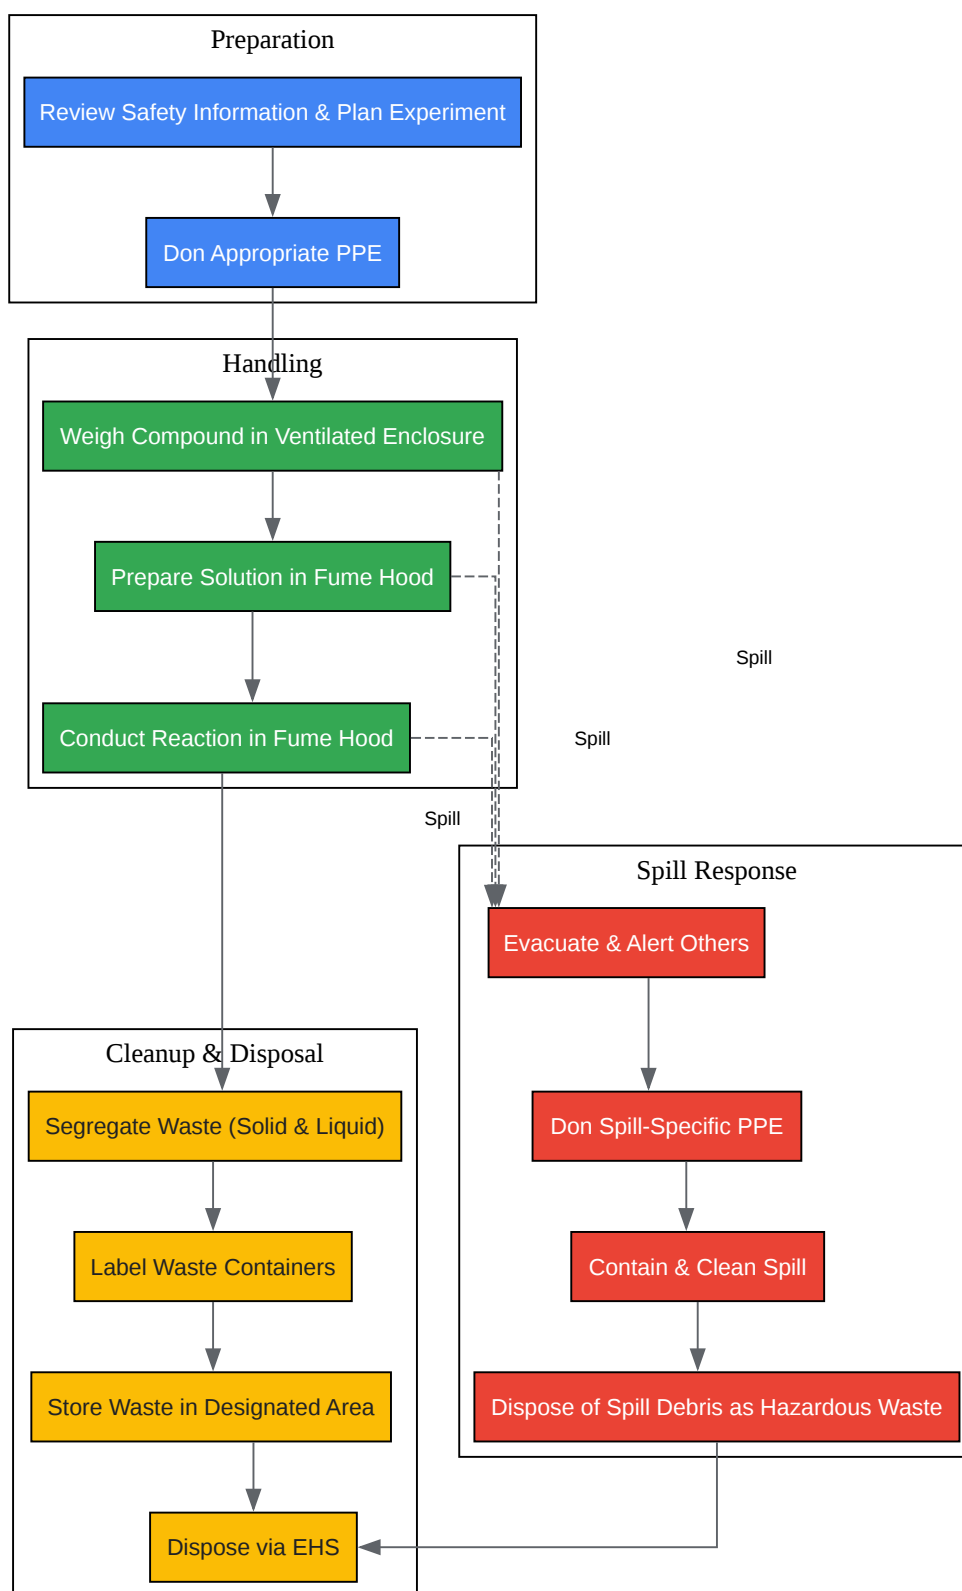 Preparation
Review Safety Information & Plan Experiment
Don Appropriate PPE
Handling
Weigh Compound in Ventilated Enclosure
Prepare Solution in Fume Hood
Spill
Conduct Reaction in Fume Hood
Spill
Spill
Spill Response
Evacuate & Alert Others
Cleanup & Disposal
Segregate Waste (Solid & Liquid)
Don Spill-Specific PPE
Label Waste Containers
Contain & Clean Spill
Store Waste in Designated Area
Dispose of Spill Debris as Hazardous Waste
Dispose via EHS